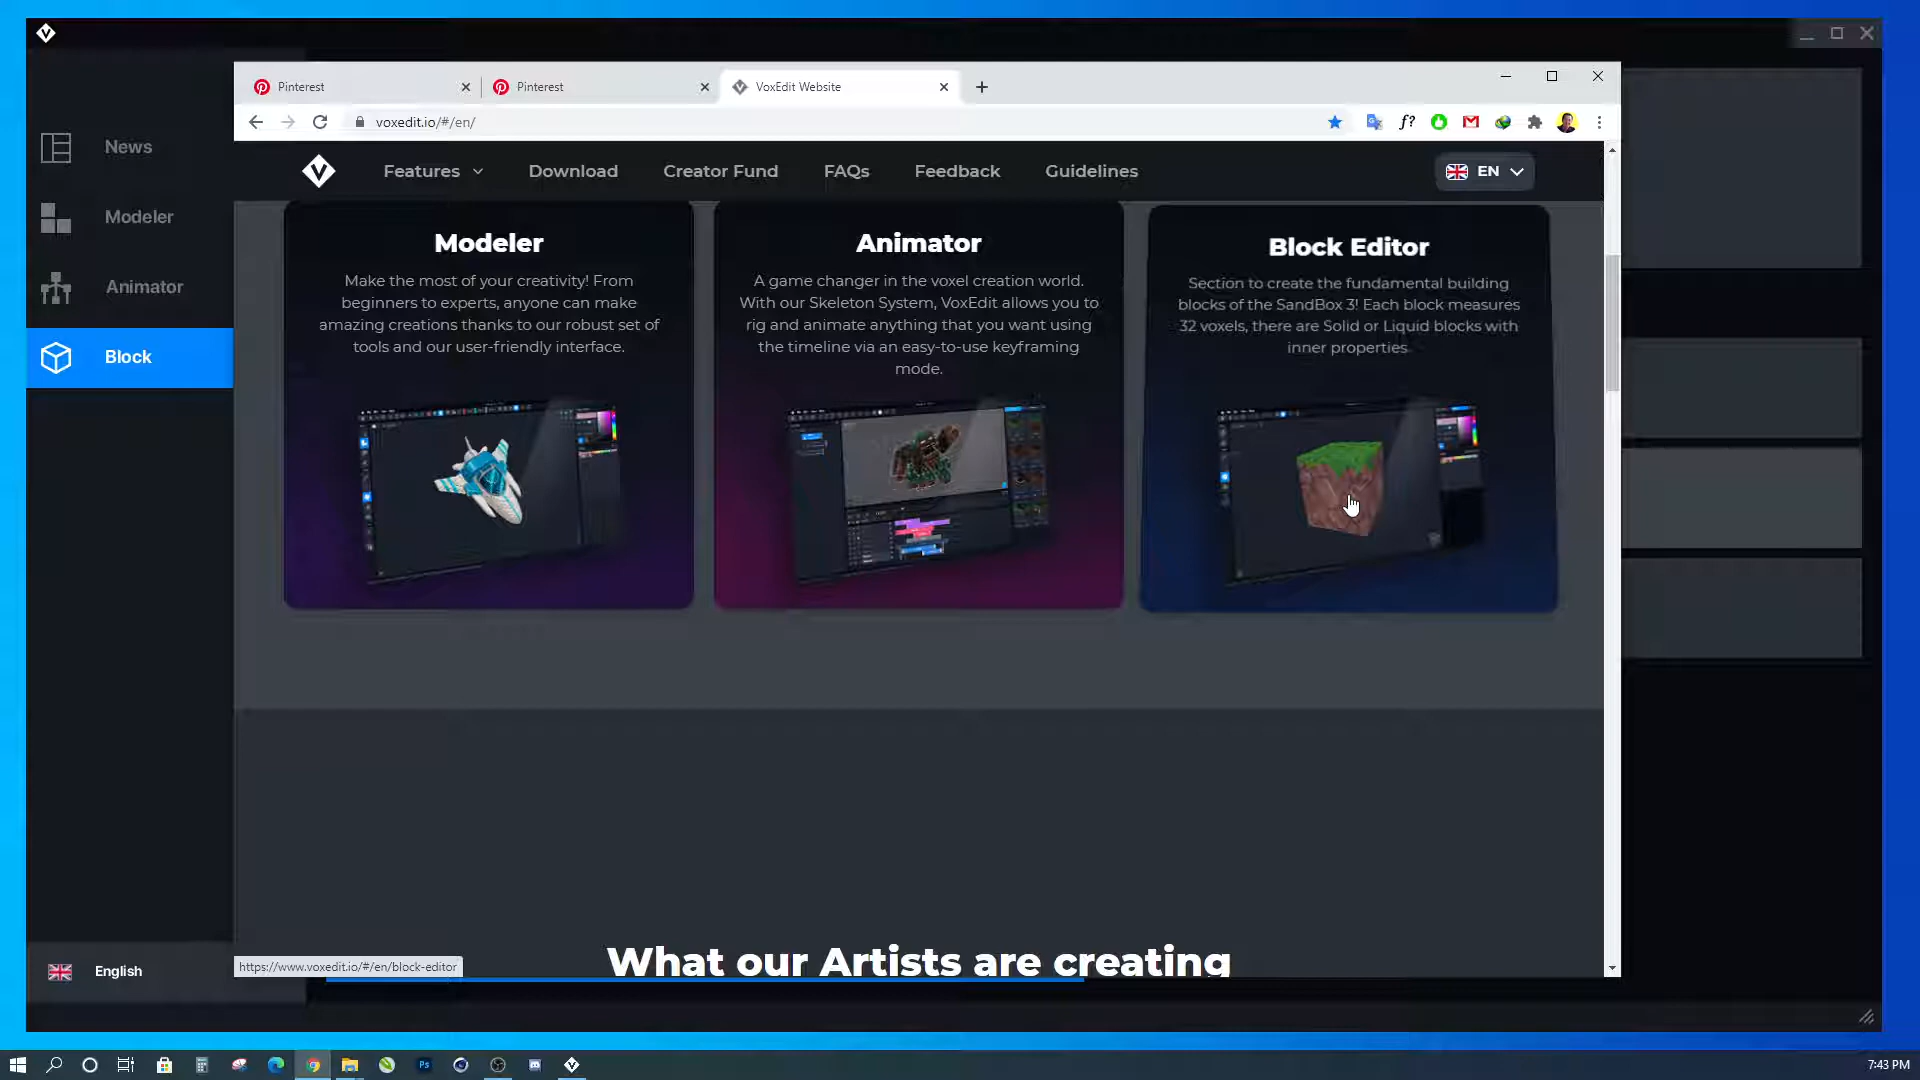 Pinterest
Pinterest
VoxEdit Website
voxedit.io/#/en/
f?
Features
Download
Creator Fund
FAQs
Feedback
Guidelines
EN
News
Modeler
Animator
Block
Modeler
Make the most of your creativity! From
beginners to experts, anyone can make
amazing creations thanks to our robust set of
tools and our user-friendly interface.
Animator
A game changer in the voxel creation world.
With our Skeleton System, VoxEdit allows you to
rig and animate anything that you want using
the timeline via an easy-to-use keyframing
mode.
Block Editor
Section to create the fundamental building
blocks of the SandBox 3! Each block measures
32 voxels, there are Solid or Liquid blocks with
inner properties
What our Artists are creating
https://www.voxedit.io/#/en/block-editor
English
Ps
7:43 PM